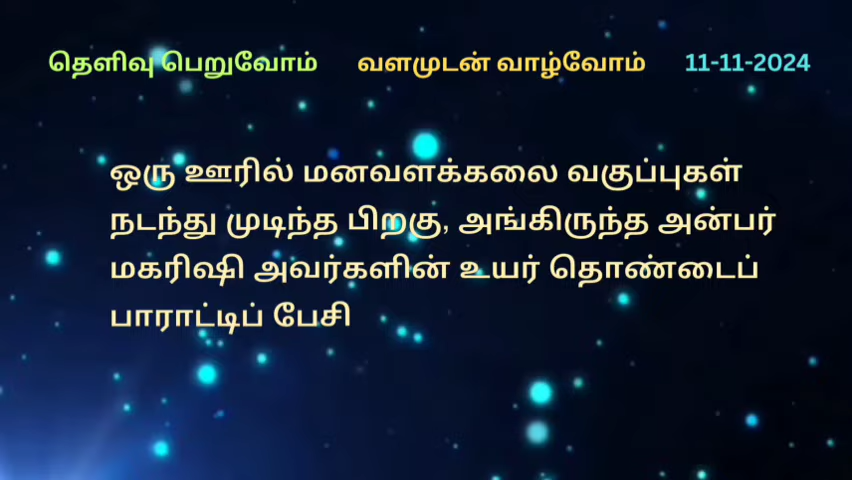 தெளிவு பெறுவோம் வளமுடன் வாழ்வோம் 11-11-2024
ஒரு ஊரில் மனவளக்கலை வகுப்புகள்
நடந்து முடிந்த பிறகு, அங்கிருந்த அன்பர்
மகரிஷி அவர்களின் உயர் தொண்டைப்
பாராட்டிப் பேசி